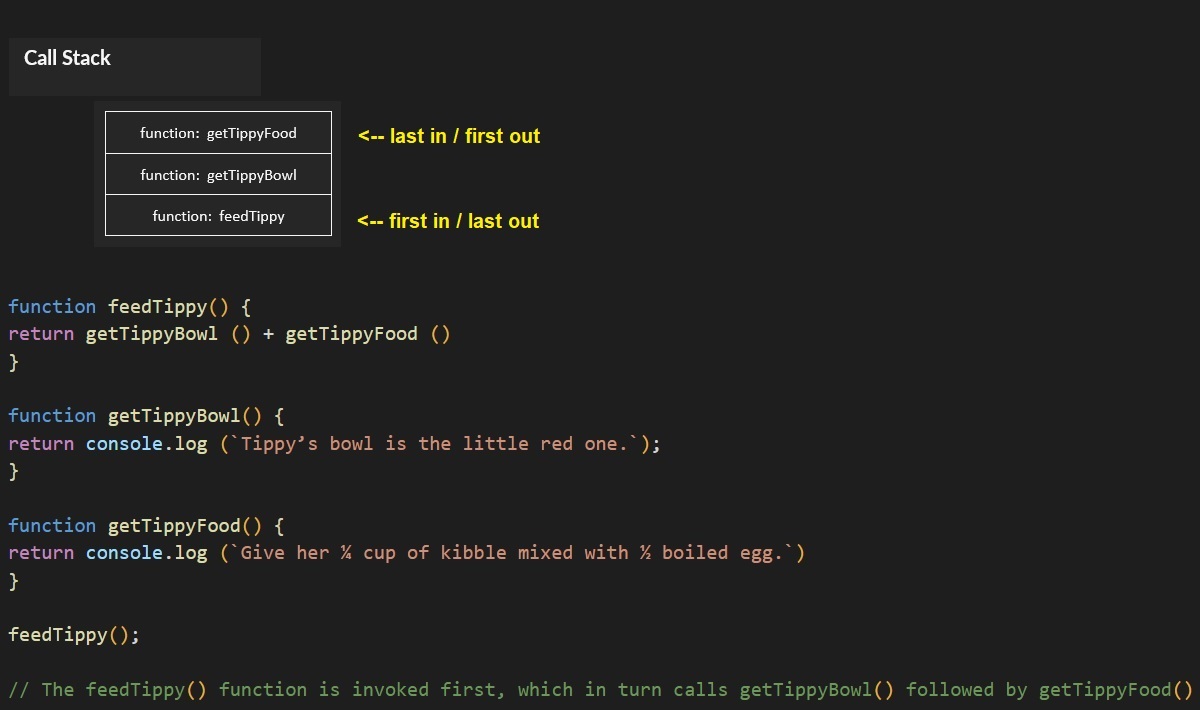 Call Stack
function: getTippyFood
<-- last in / first out
function: getTippyBowl
function: feedTippy
<-- first in / last out
function feedTippy() {
return getTippyBowl () + getTippyFood ()
}
function getTippyBowl() {
return console.log (`Tippy’s bowl is the little red one.`);
}
function getTippyFood() {
return console.log (`Give her ¼ cup of kibble mixed with ½ boiled egg.`)
}
feedTippy();
// The feedTippy() function is invoked first, which in turn calls getTippyBowl() followed by getTippyFood()